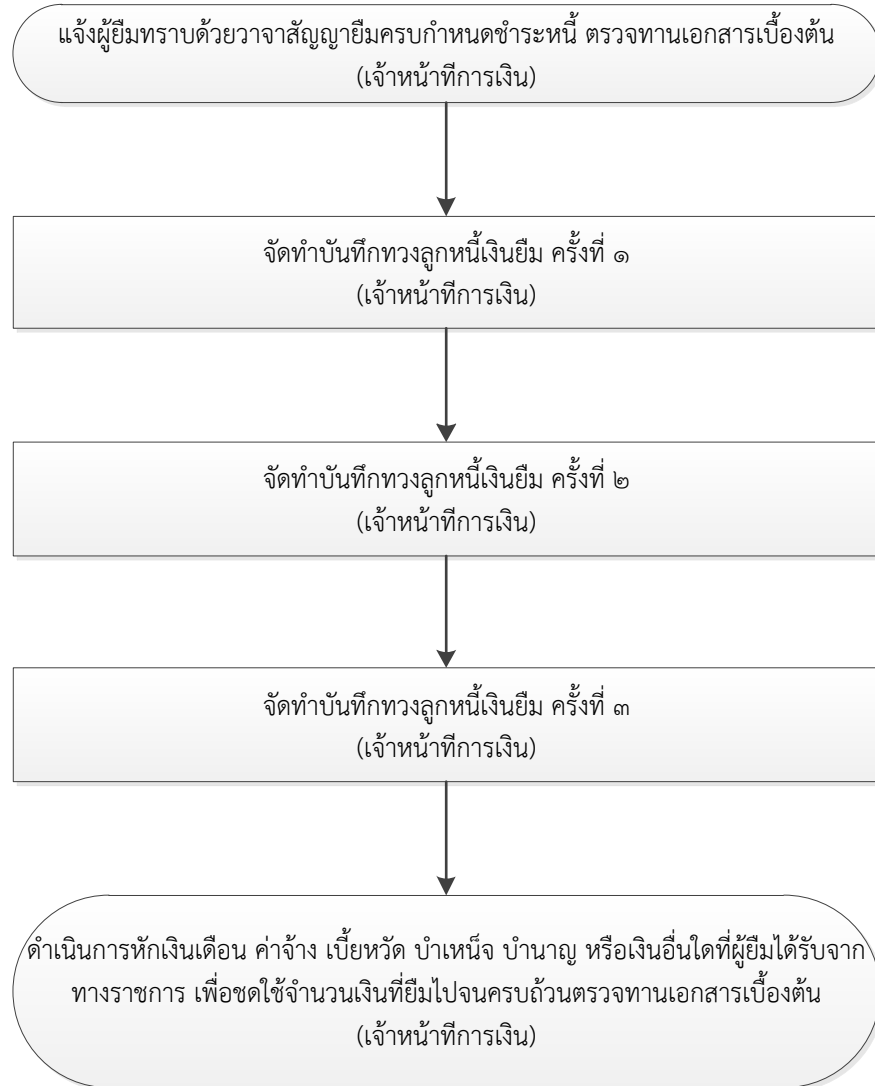 แจ้งผู้ยืมทราบด้วยวาจาสัญญายืมครบกำหนดชำระหนี้ ตรวจทานเอกสารเบื้องต้น
(เจ้าหน้าทีการเงิน)
จัดทำบันทึกทวงลูกหนี้เงินยืม ครั้งที่ ๑
(เจ้าหน้าทีการเงิน)
จัดทำบันทึกทวงลูกหนี้เงินยืม ครั้งที่ ๒
(เจ้าหน้าทีการเงิน)
จัดทำบันทึกทวงลูกหนี้เงินยืม ครั้งที่ ๓
(เจ้าหน้าทีการเงิน)
ดำเนินการหักเงินเดือน ค่าจ้าง เบี้ยหวัด บำเหน็จ บำนาญ หรือเงินอื่นใดที่ผู้ยืมได้รับจาก
ทางราชการ เพื่อชดใช้จำนวนเงินที่ยืมไปจนครบถ้วนตรวจทานเอกสารเบื้องต้น
(เจ้าหน้าทีการเงิน)